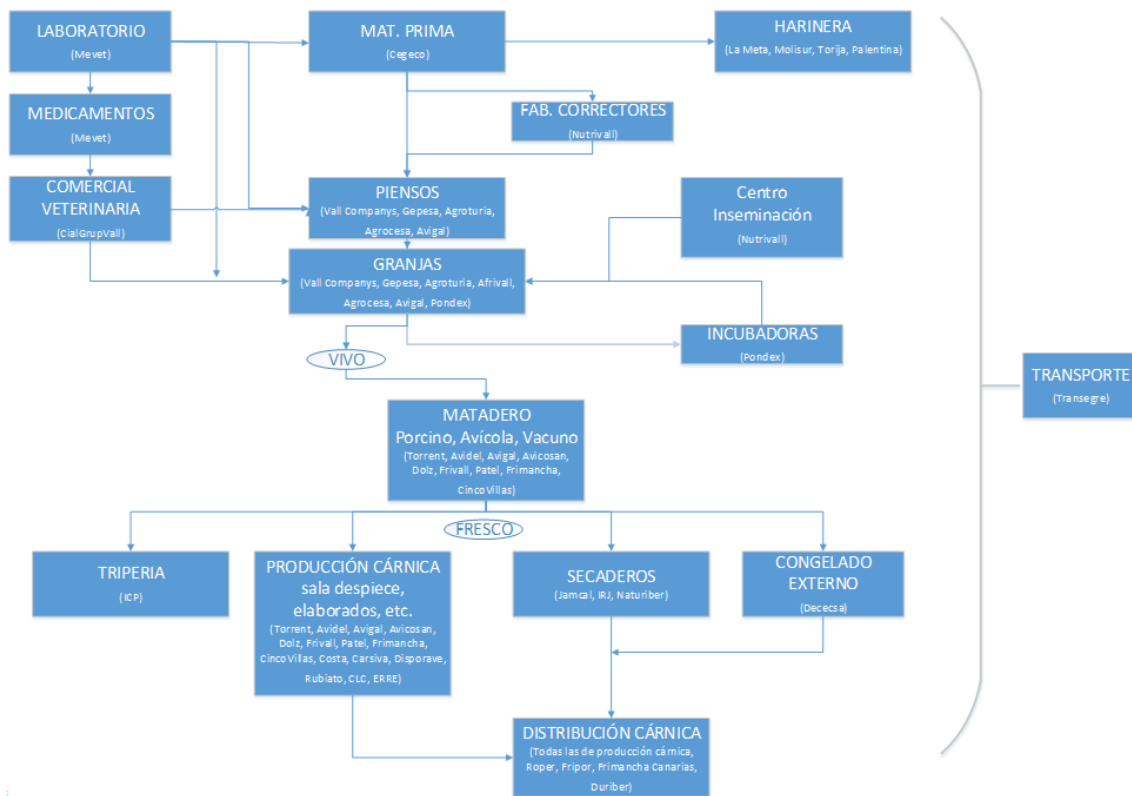 LABORATORIO
(Mevet)
MAT. PRIMA
(Cegeco)
HARINERA
(La Meta, Molisur, Torija, Palentina)
MEDICAMENTOS
(Mevet)
FAB. CORRECTORES
(Nutrivall)
COMERCIAL
VETERINARIA
(CialGrupVall)
PIENSOS
(Vall Companys, Gepesa, Agroturia,
Agrocesa, Avigal)
Centro
Inseminación
(Nutrivall)
GRANJAS
(Vall Companys, Gepesa, Agroturia, Afrivall,
Agrocesa, Avigal, Pondex)
INCUBADORAS
(Pondex)
VIVO
TRANSPORTE
(Transegre)
MATADERO
Porcino, Avícola, Vacuno
(Torrent, Avidel, Avigal, Avicosan,
Dolz, Frivall, Patel, Frimancha,
CincoVillas)
FRESCO
TRIPERIA
(ICP)
PRODUCCIÓN CÁRNICA
sala despiece,
elaborados, etc.
(Torrent, Avidel, Avigal, Avicosan,
Dolz, Frivall, Patel, Frimancha,
CincoVillas, Costa, Carsiva, Disporave,
Rubiato, CLC, ERRE)
SECADEROS
(Jamcal, IRJ, Naturiber)
CONGELADO
EXTERNO
(Dececsa)
DISTRIBUCIÓN CÁRNICA
(Todas las de producción cárnica,
Roper, Fripor, Frimancha Canarias,
Duriber)